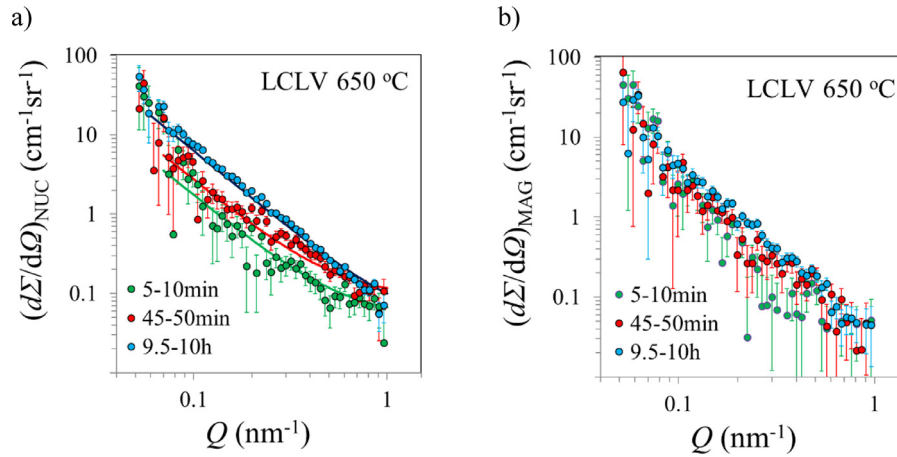 a)
(dΣ/dΩ)NUC (cm⁻¹sr⁻¹)
100
10
1
0.1
LCLV 650 °C
5-10min
45-50min
9.5-10h
0.1
1
Q (nm⁻¹)
b)
(dΣ/dΩ)MAG (cm⁻¹sr⁻¹)
100
10
1
0.1
LCLV 650 °C
5-10min
45-50min
9.5-10h
0.1
1
Q (nm⁻¹)